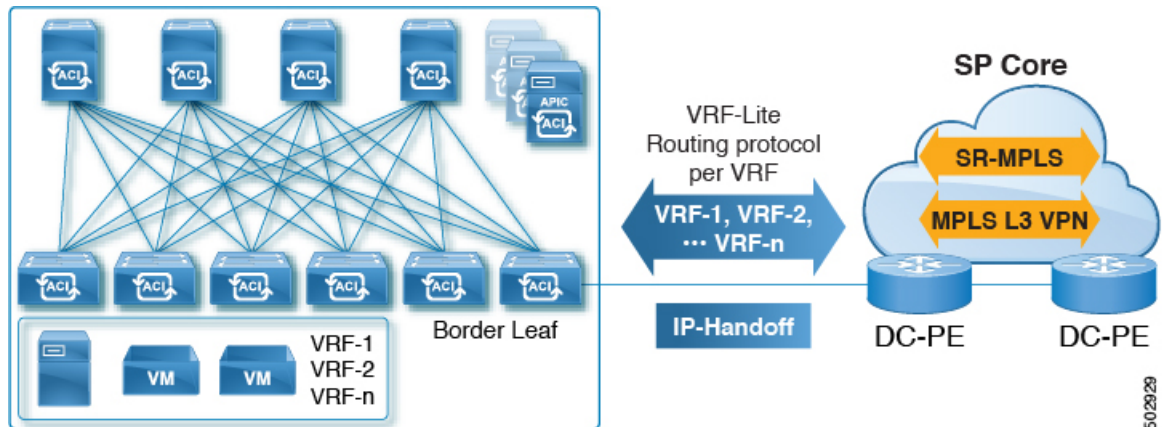 ACI
ACI
ACI
ACI
APIC
ACI
ACI
ACI
ACI
ACI
ACI
ACI
Border Leaf
VM
VM
VRF-1
VRF-2
VRF-n
VRF-Lite
Routing protocol
per VRF
VRF-1, VRF-2,
··· VRF-n
IP-Handoff
SP Core
SR-MPLS
MPLS L3 VPN
DC-PE
DC-PE
502929